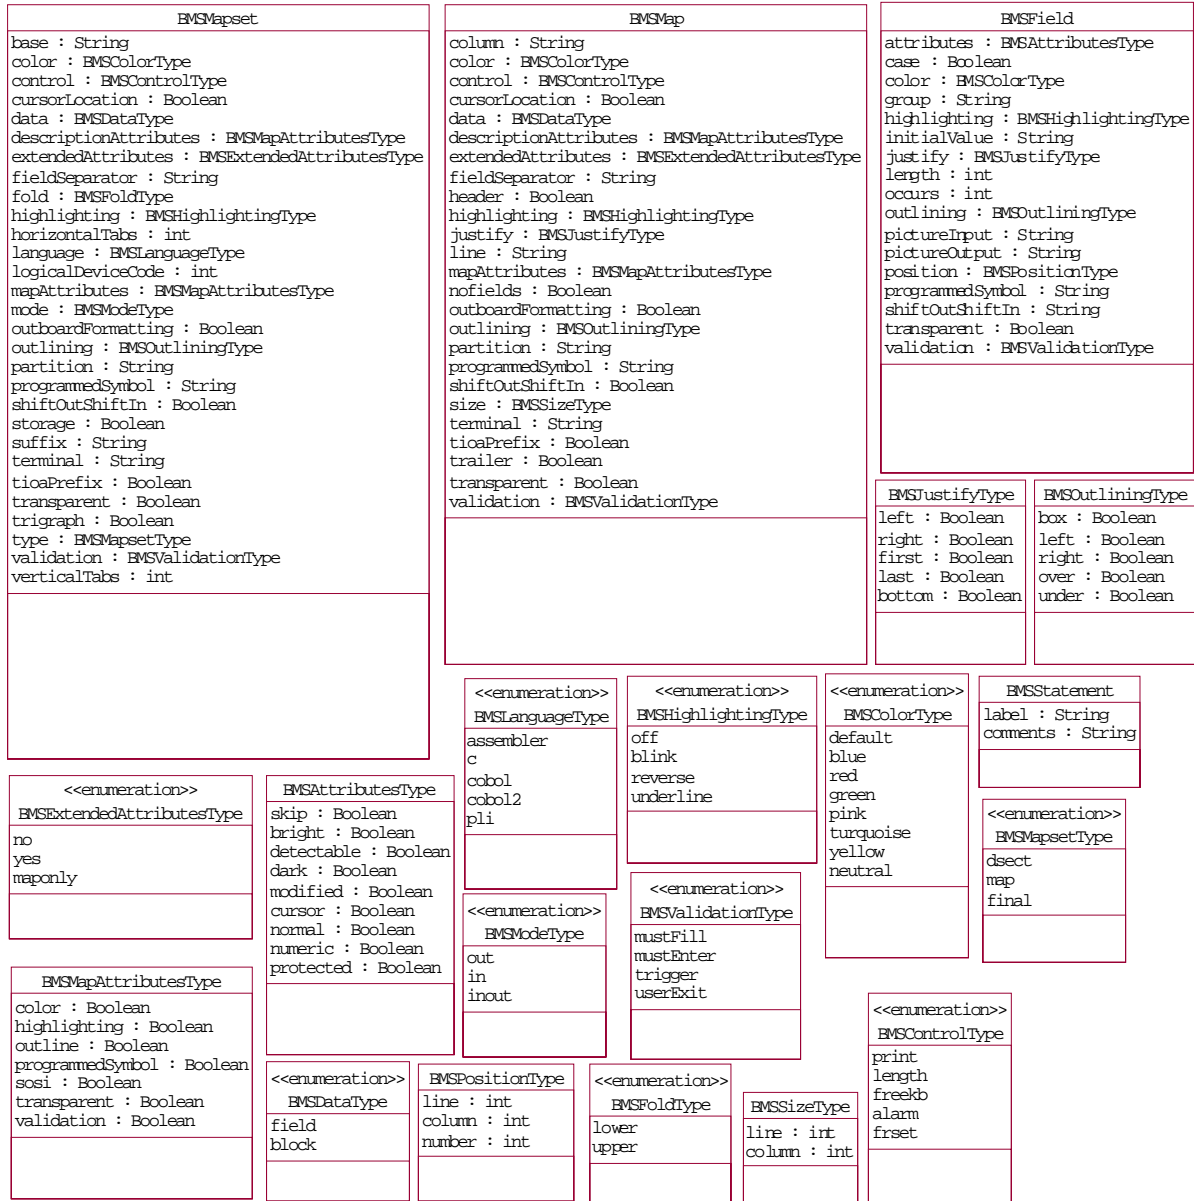 BMSMapset
base : String
color : BMSColorType
control : BMSControlType
cursorLocation : Boolean
data : BMSDataType
descriptionAttributes : BMSMapAttributesType
extendedAttributes : BMSExtendedAttributesType
fieldSeparator : String
fold : BMSFoldType
highlighting : BMSHighlightingType
horizontalTabs : int
language : BMSLanguageType
logicalDeviceCode : int
mapAttributes : BMSMapAttributesType
mode : BMSModeType
outboardFormatting : Boolean
outlining : BMSOutliningType
partition : String
programmedSymbol : String
shiftOutShiftIn : Boolean
storage : Boolean
suffix : String
terminal : String
tioaPrefix : Boolean
transparent : Boolean
trigraph : Boolean
type : BMSMapsetType
validation : BMSValidationType
verticalTabs : int
BMSMap
column : String
color : BMSColorType
control : BMSControlType
cursorLocation : Boolean
data : BMSDataType
descriptionAttributes : BMSMapAttributesType
extendedAttributes : BMSExtendedAttributesType
fieldSeparator : String
header : Boolean
highlighting : BMSHighlightingType
justify : BMSJustifyType
line : String
mapAttributes : BMSMapAttributesType
nofields : Boolean
outboardFormatting : Boolean
outlining : BMSOutliningType
partition : String
programmedSymbol : String
shiftOutShiftIn : Boolean
size : BMSSizeType
terminal : String
tioaPrefix : Boolean
trailer : Boolean
transparent : Boolean
validation : BMSValidationType
BMSField
attributes : BMSAttributesType
case : Boolean
color : BMSColorType
group : String
highlighting : BMSHighlightingType
initialValue : String
justify : BMSJustifyType
length : int
occurs : int
outlining : BMSOutliningType
pictureInput : String
pictureOutput : String
position : BMSPositionType
programmedSymbol : String
shiftOutShiftIn : String
transparent : Boolean
validation : BMSValidationType
BMSJustifyType
left : Boolean
right : Boolean
first : Boolean
last : Boolean
bottom : Boolean
BMSOutliningType
box : Boolean
left : Boolean
right : Boolean
over : Boolean
under : Boolean
<<enumeration>>
BMSLanguageType
assembler
c
cobol
cobol2
pli
<<enumeration>>
BMSHighlightingType
off
blink
reverse
underline
<<enumeration>>
BMSColorType
default
blue
red
green
pink
turquoise
yellow
neutral
BMSStatement
label : String
comments : String
<<enumeration>>
BMSExtendedAttributesType
no
yes
maponly
BMSAttributesType
skip : Boolean
bright : Boolean
detectable : Boolean
dark : Boolean
modified : Boolean
cursor : Boolean
normal : Boolean
numeric : Boolean
protected : Boolean
<<enumeration>>
BMSMapsetType
dsect
map
final
<<enumeration>>
BMSModeType
out
in
inout
<<enumeration>>
BMSValidationType
mustFill
mustEnter
trigger
userExit
BMSMapAttributesType
color : Boolean
highlighting : Boolean
outline : Boolean
programmedSymbol : Boolean
sosi : Boolean
transparent : Boolean
validation : Boolean
<<enumeration>>
BMSControlType
print
length
freekb
alarm
frset
<<enumeration>>
BMSDataType
field
block
BMSPositionType
line : int
column : int
number : int
<<enumeration>>
BMSFoldType
lower
upper
BMSSizeType
line : int
column : int